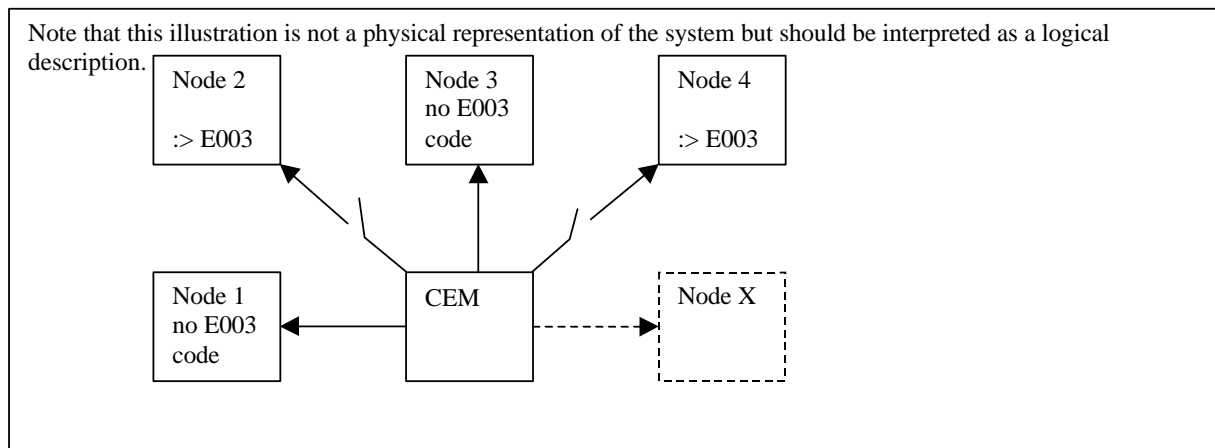 Note that this illustration is not a physical representation of the system but should be interpreted as a logical
description.
Node 2
:> E003
Node 3
no E003
code
Node 4
:> E003
Node 1
no E003
code
CEM
Node X